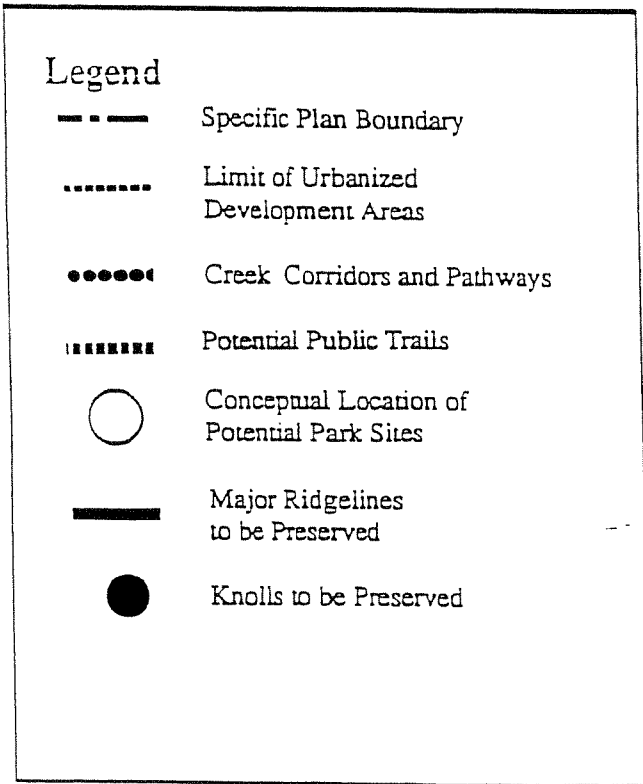 Legend
Specific Plan Boundary
Limit of Urbanized
Development Areas
Creek Corridors and Pathways
Potential Public Trails
Conceptual Location of
Potential Park Sites
Major Ridgelines
to be Preserved
Knolls to be Preserved